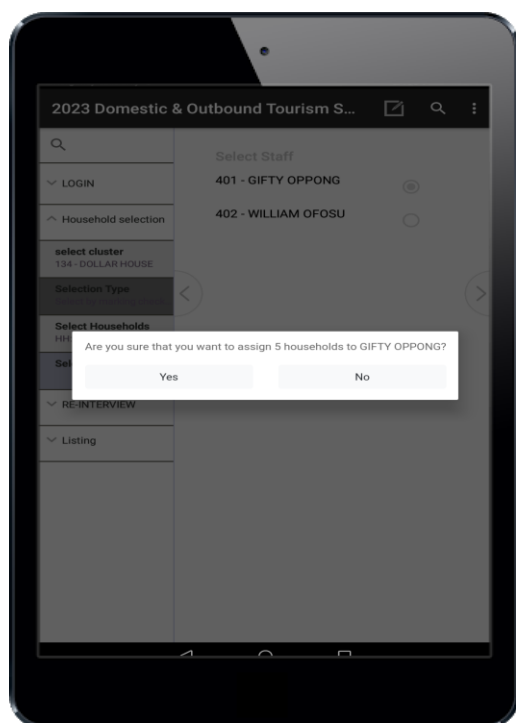 2023 Domestic & Outbound Tourism S...
LOGIN
Household selection
select cluster
134 - DOLLAR HOUSE
Selection Type
Select Households
HH
Sel
RE-INTERVIEW
Listing
Select Staff
401 - GIFTY OPPONG
402 - WILLIAM OFOSU
Are you sure that you want to assign 5 households to GIFTY OPPONG?
Yes
No